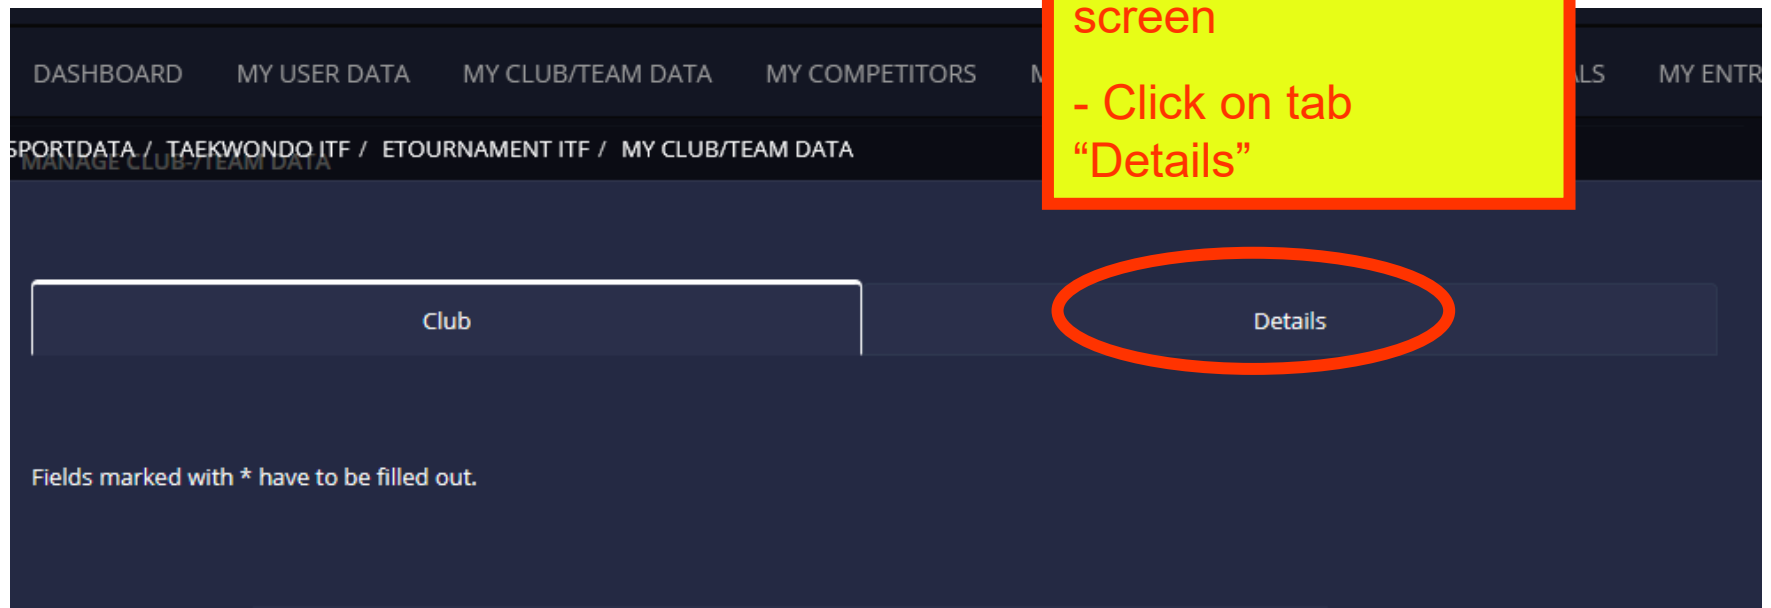 screen
- Click on tab
“Details”
DASHBOARD MY USER DATA MY CLUB/TEAM DATA MY COMPETITORS MY ENTR
SPORTDATA / TAEKWONDO ITF / ETOURNAMENT ITF / MY CLUB/TEAM DATA
MANAGE CLUB-/TEAM DATA
Club Details
Fields marked with * have to be filled out.